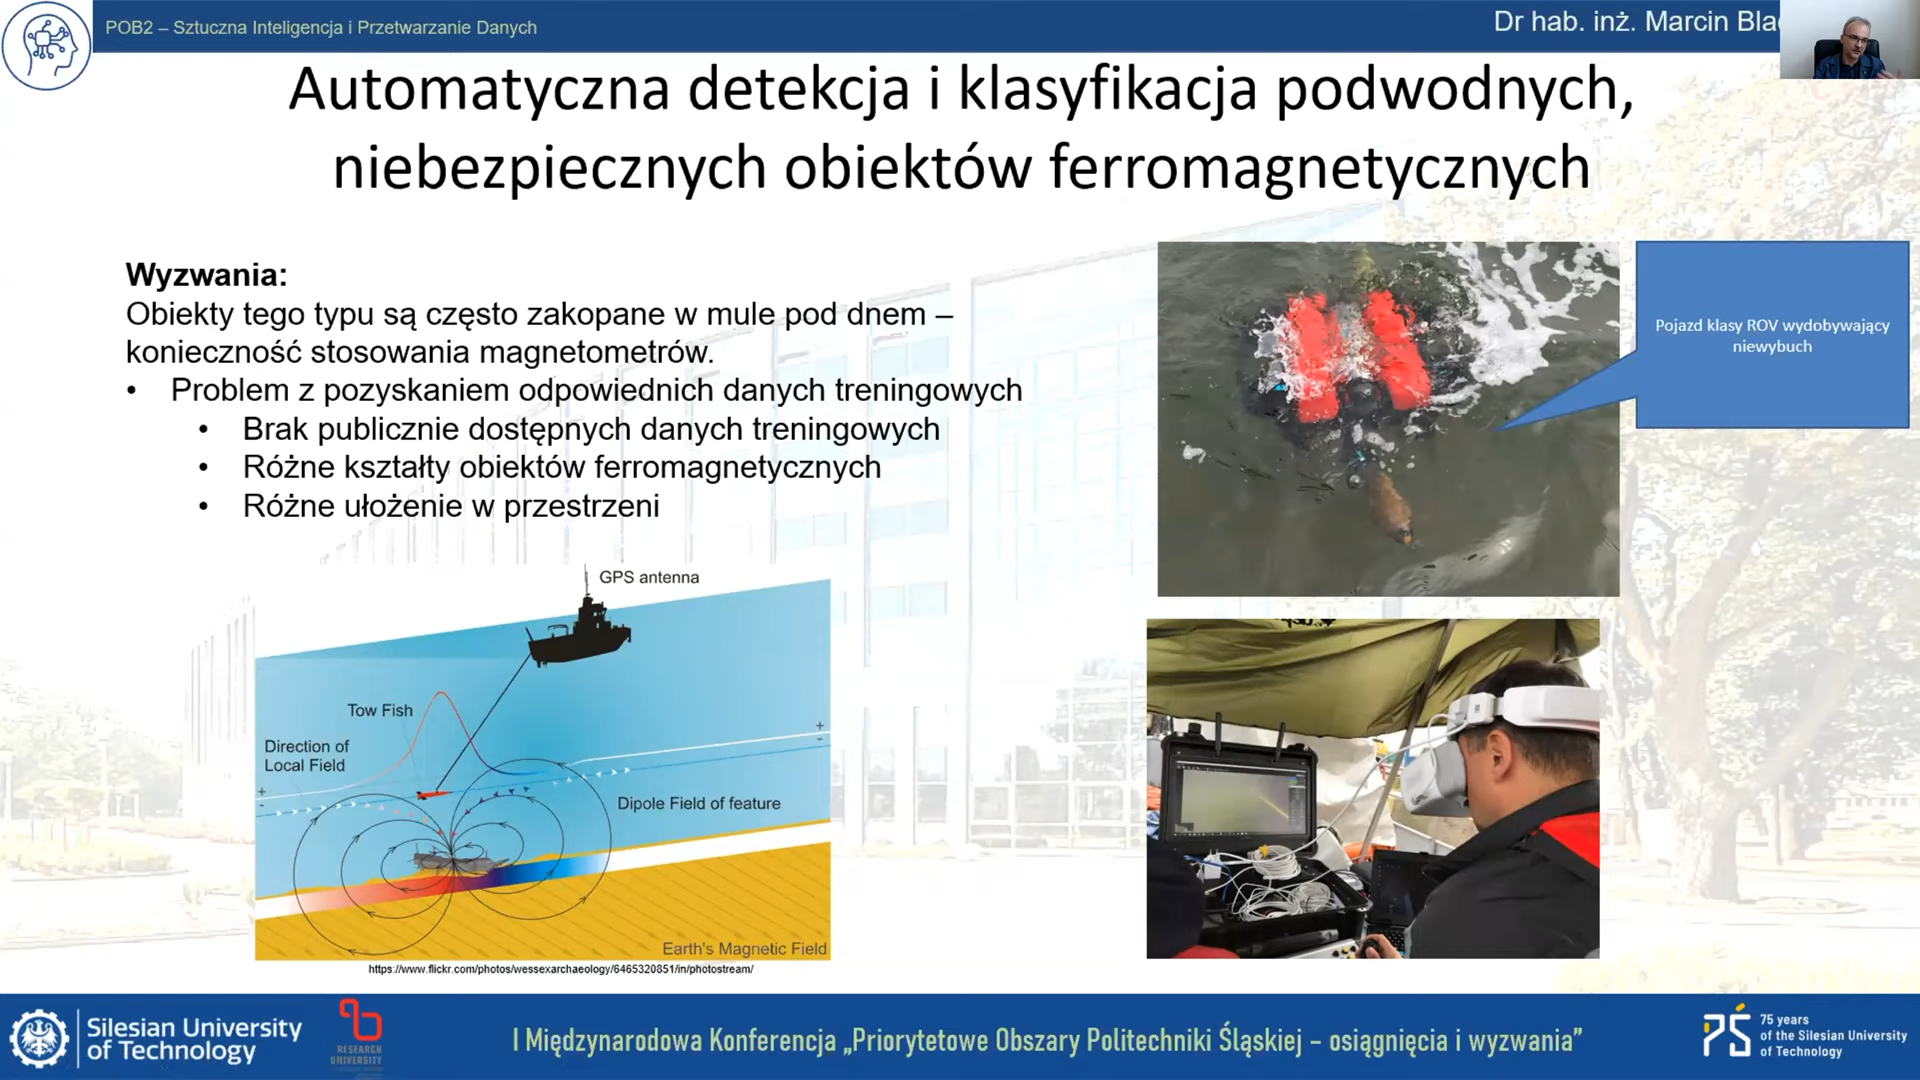 POB2 – Sztuczna Inteligencja i Przetwarzanie Danych
Dr hab. inż. Marcin
Automatyczna detekcja i klasyfikacja podwodnych,
niebezpiecznych obiektów ferromagnetycznych
Wyzwania:
Obiekty tego typu są często zakopane w mule pod dnem –
konieczność stosowania magnetometrów.
• Problem z pozyskaniem odpowiednich danych treningowych
• Brak publicznie dostępnych danych treningowych
• Różne kształty obiektów ferromagnetycznych
• Różne ułożenie w przestrzeni
Pojazd klasy ROV wydobywający
niewybuch
GPS antenna
Tow Fish
Direction of
Local Field
+
-
+
-
Dipole Field of feature
Earth's Magnetic Field
https://www.flickr.com/photos/wessexarchaeology/6465320851/in/photostream/
Silesian University
of Technology
RESEARCH
UNIVERSITY
I Międzynarodowa Konferencja „Priorytetowe Obszary Politechniki Śląskiej – osiągnięcia i wyzwania”
75 years
of the Silesian University
of Technology